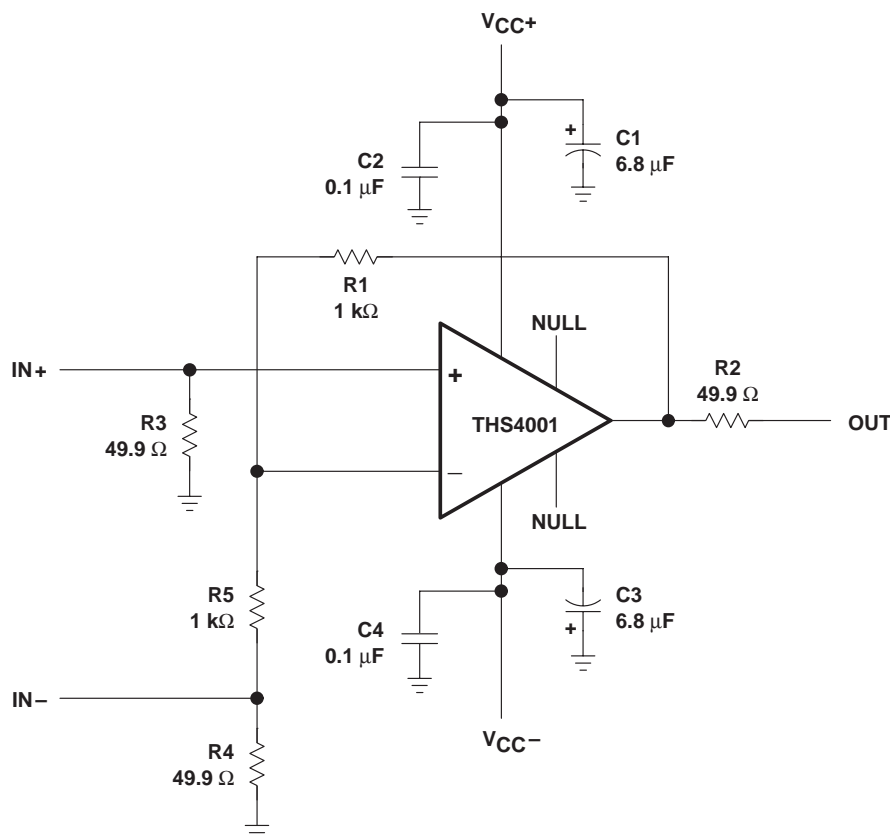 VCC+
C2
0.1 μF
+
C1
6.8 μF
R1
1 kΩ
NULL
IN+
+
R2
49.9 Ω
R3
49.9 Ω
THS4001
OUT
−
NULL
R5
1 kΩ
C4
0.1 μF
+
C3
6.8 μF
IN−
VCC−
R4
49.9 Ω